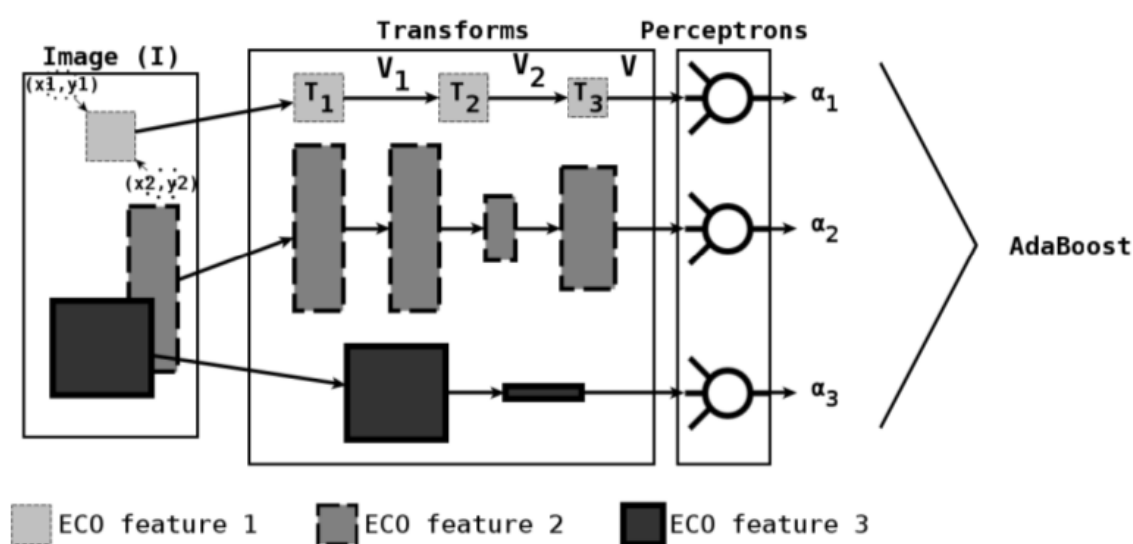 Transforms
Perceptrons
Image (I)
(x1,y1)
(x2,y2)
T1
V1
T2
V2
T3
V
α1
α2
α3
AdaBoost
ECO feature 1
ECO feature 2
ECO feature 3